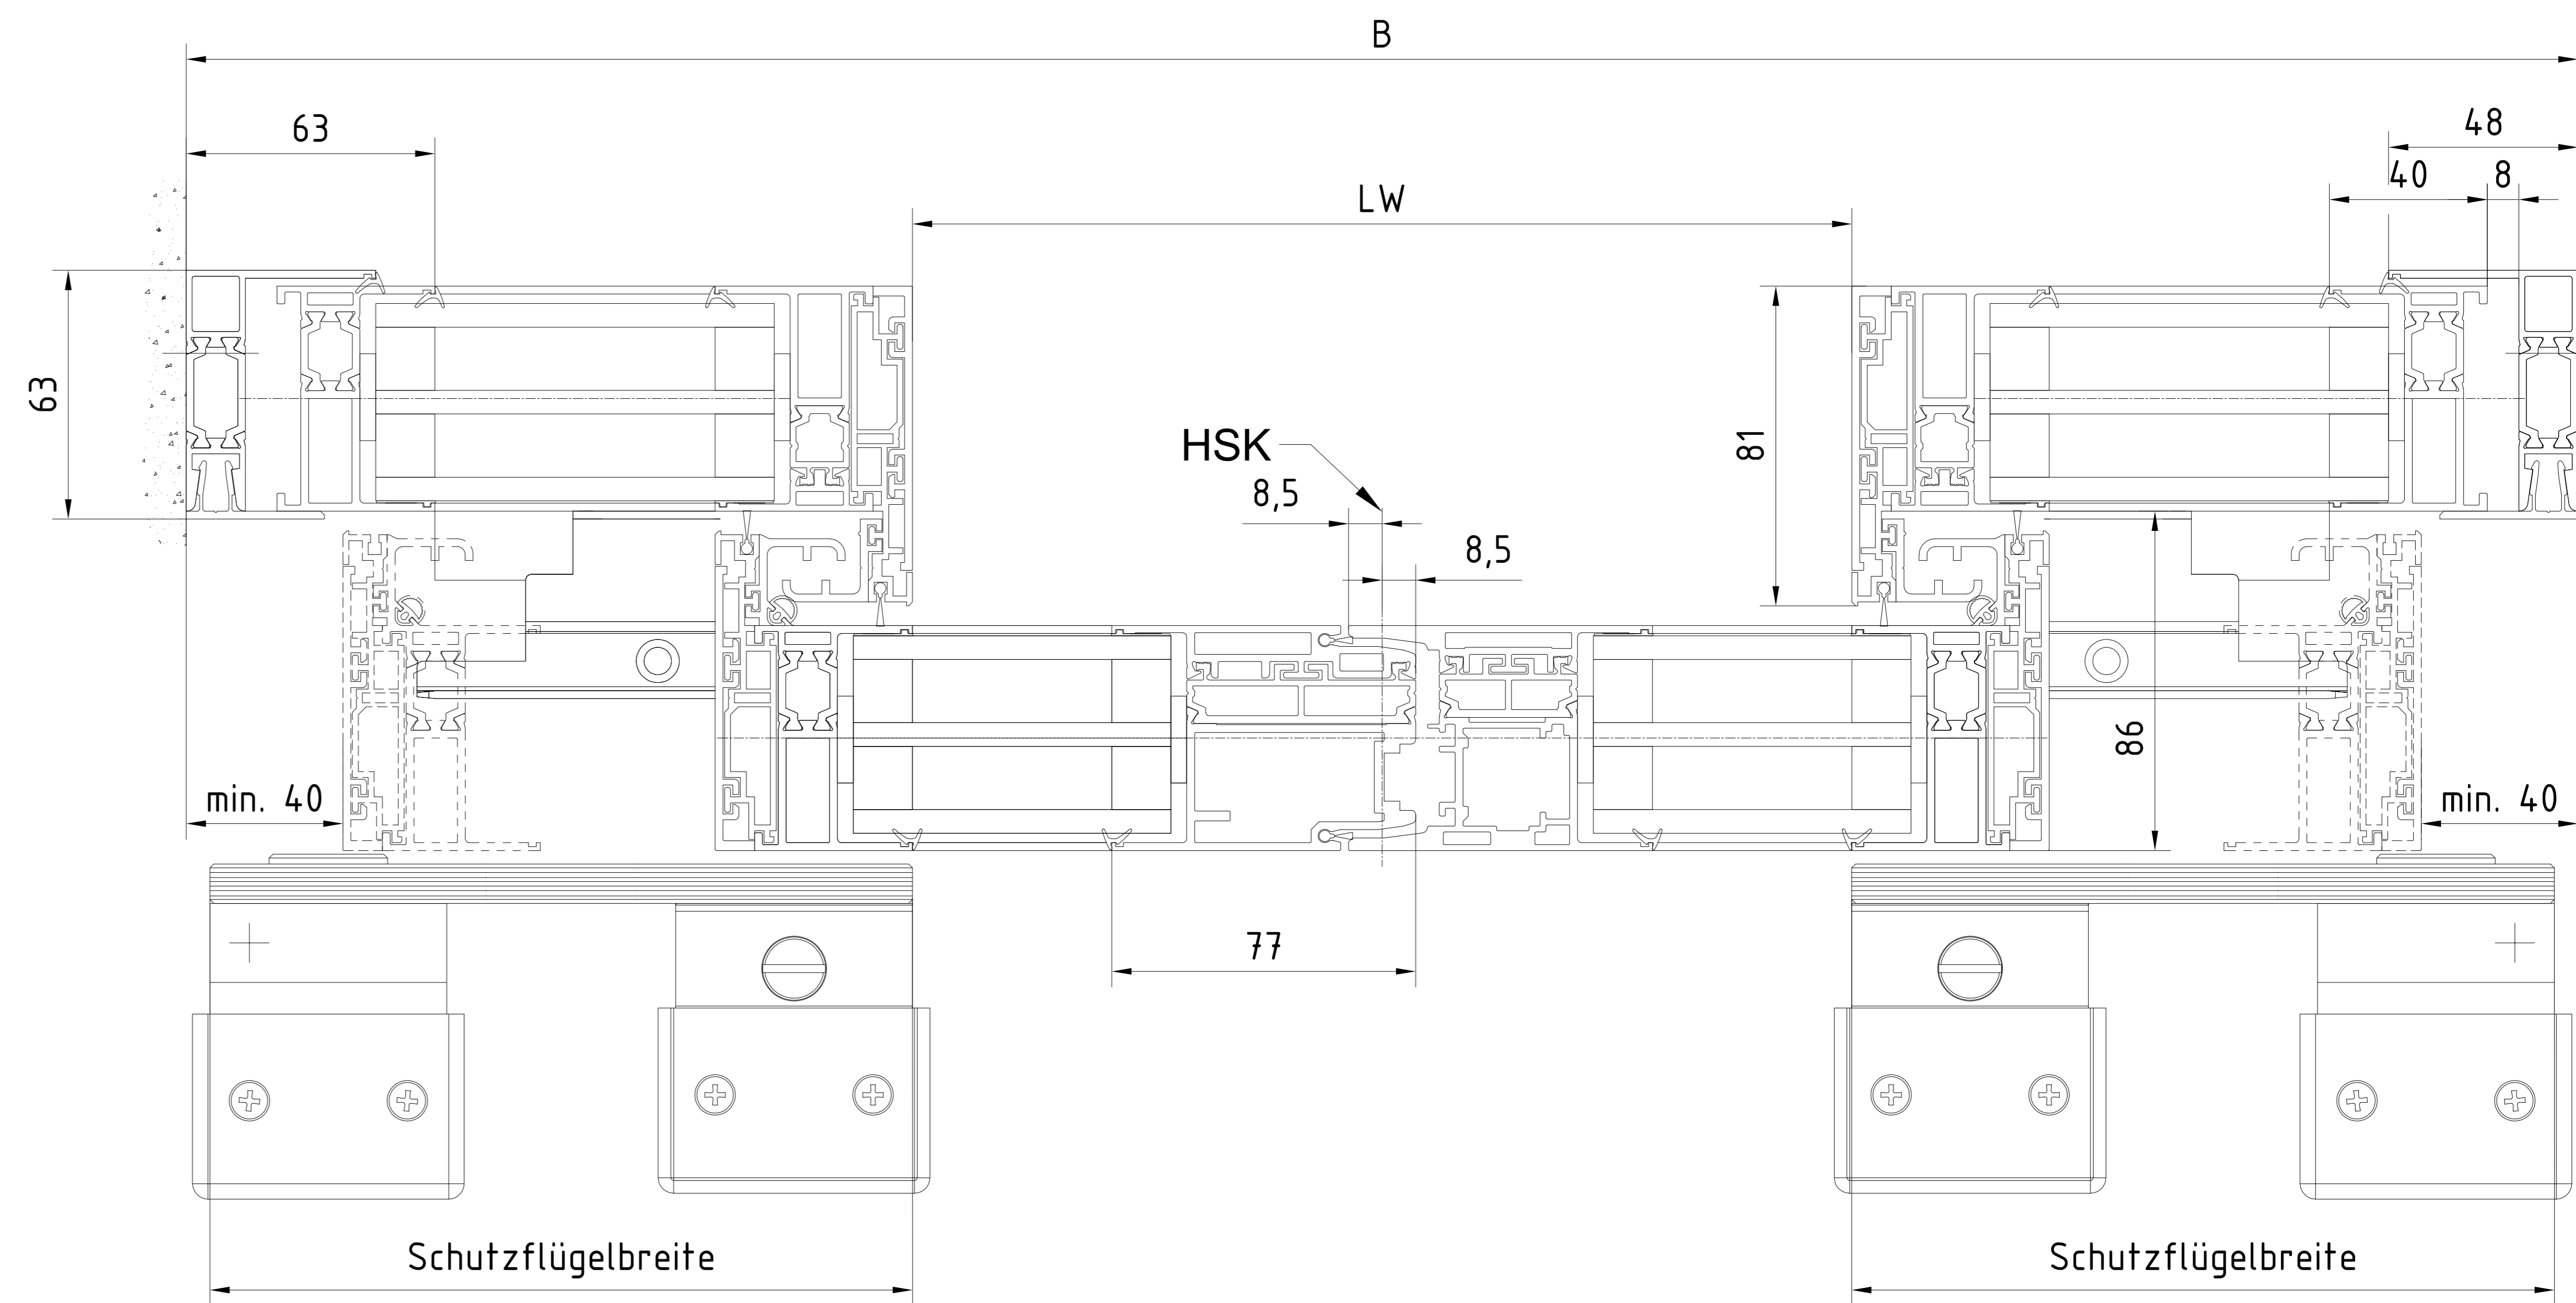 B
63
48
40
8
LW
63
81
HSK
8,5
8,5
86
min. 40
min. 40
77
Schutzflügelbreite
Schutzflügelbreite